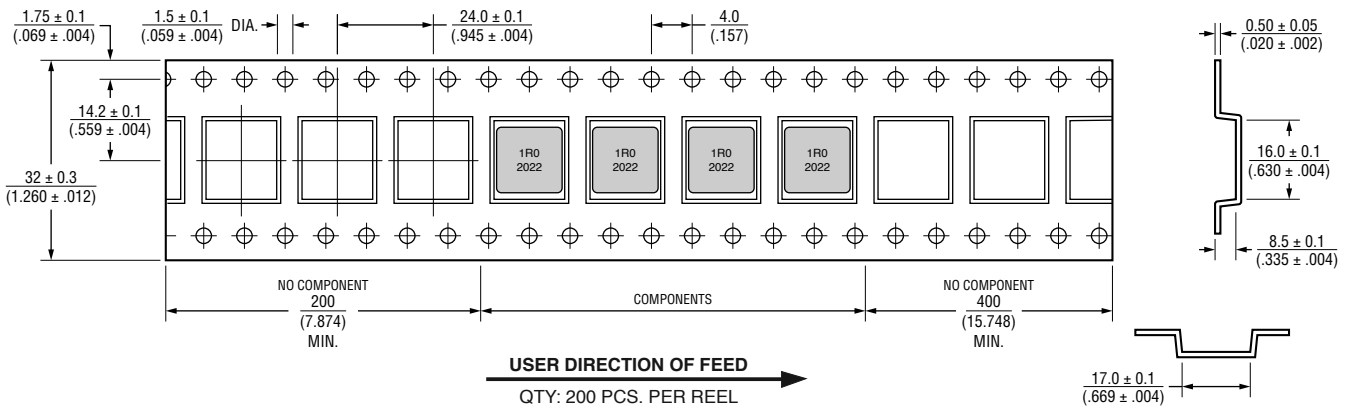 1.75 ± 0.1
(.069 ± .004)
1.5 ± 0.1
(.059 ± .004)
DIA.
24.0 ± 0.1
(.945 ± .004)
4.0
(.157)
0.50 ± 0.05
(.020 ± .002)
14.2 ± 0.1
(.559 ± .004)
32 ± 0.3
(1.260 ± .012)
1R0
2022
1R0
2022
1R0
2022
1R0
2022
16.0 ± 0.1
(.630 ± .004)
8.5 ± 0.1
(.335 ± .004)
NO COMPONENT
200
(7.874)
MIN.
COMPONENTS
NO COMPONENT
400
(15.748)
MIN.
USER DIRECTION OF FEED
QTY: 200 PCS. PER REEL
17.0 ± 0.1
(.669 ± .004)